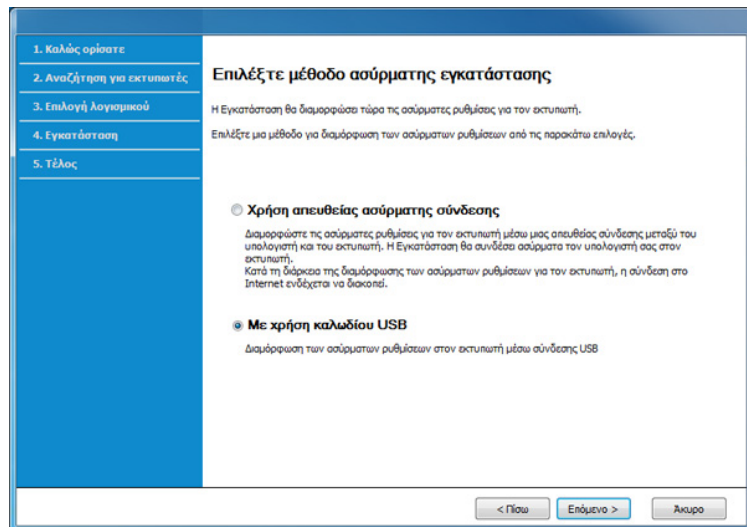 1. Καλώς ορίσατε
2. Αναζήτηση για εκτυπωτές
3. Επιλογή λογισμικού
4. Εγκατάσταση
5. Τέλος
Επιλέξτε μέθοδο ασύρματης εγκατάστασης
Η Εγκατάσταση θα διαμορφώσει τώρα τις ασύρματες ρυθμίσεις για τον εκτυπωτή.
Επιλέξτε μια μέθοδο για διαμόρφωση των ασύρματων ρυθμίσεων από τις παρακάτω επιλογές.
Χρήση απευθείας ασύρματης σύνδεσης
Διαμορφώστε τις ασύρματες ρυθμίσεις για τον εκτυπωτή μέσω μιας απευθείας σύνδεσης μεταξύ του
υπολογιστή και του εκτυπωτή. Η Εγκατάσταση θα συνδέσει ασύρματα τον υπολογιστή σας στον
εκτυπωτή.
Κατά τη διάρκεια της διαμόρφωσης των ασύρματων ρυθμίσεων για τον εκτυπωτή, η σύνδεση στο
Internet ενδέχεται να διακοπεί.
Με χρήση καλωδίου USB
Διαμόρφωση των ασύρματων ρυθμίσεων στον εκτυπωτή μέσω σύνδεσης USB
< Πίσω
Επόμενο >
Άκυρο